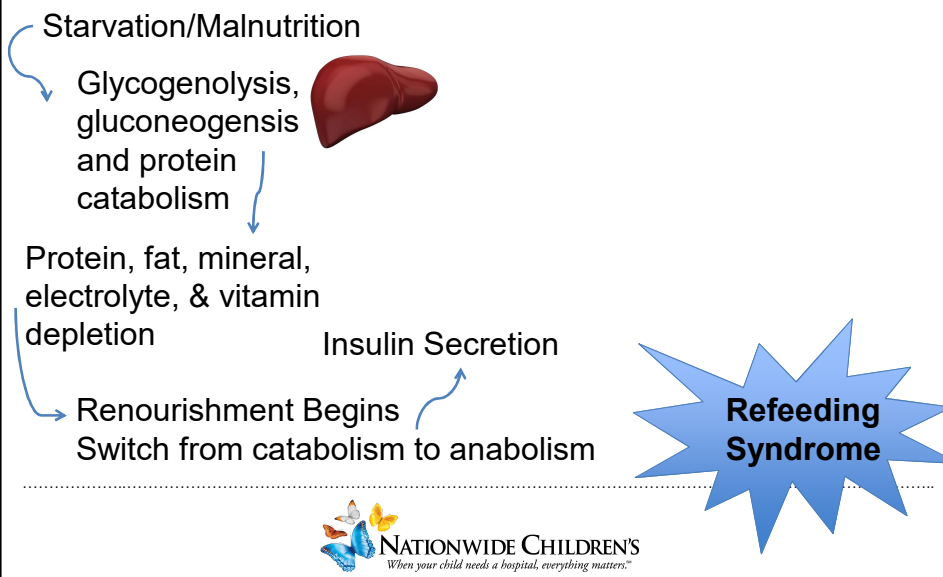 Starvation/Malnutrition
Glycogenolysis,
gluconeogensis
and protein
catabolism
Protein, fat, mineral,
electrolyte, & vitamin
depletion
Insulin Secretion
Renourishment Begins
Switch from catabolism to anabolism
Refeeding
Syndrome
NATIONWIDE CHILDREN'S
When your child needs a hospital, everything matters.℠